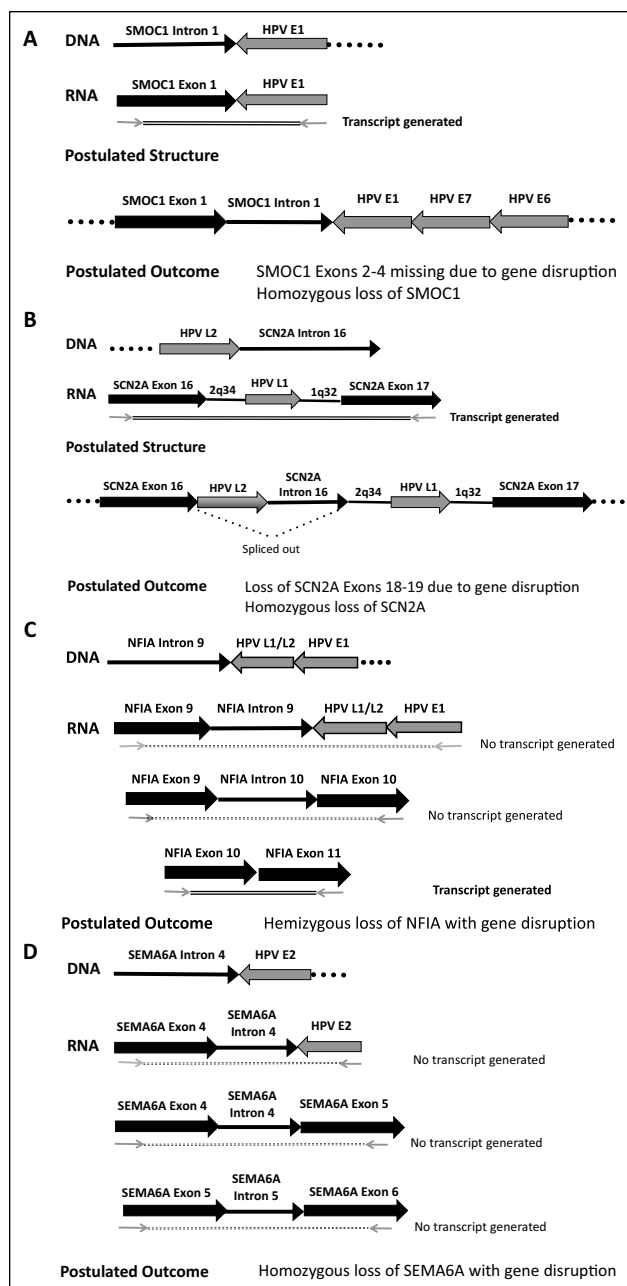 A
SMOC1 Intron 1 HPV E1
DNA
SMOC1 Exon 1 HPV E1
RNA
Transcript generated
Postulated Structure
SMOC1 Exon 1 SMOC1 Intron 1 HPV E1 HPV E7 HPV E6
Postulated Outcome SMOC1 Exons 2-4 missing due to gene disruption
Homozygous loss of SMOC1
B
HPV L2 SCN2A Intron 16
DNA
SCN2A Exon 16 2q34 HPV L1 1q32 SCN2A Exon 17
RNA
Transcript generated
Postulated Structure
SCN2A Exon 16 HPV L2 SCN2A Intron 16 2q34 HPV L1 1q32 SCN2A Exon 17
Spliced out
Postulated Outcome Loss of SCN2A Exons 18-19 due to gene disruption
Homozygous loss of SCN2A
C
NFIA Intron 9 HPV L1/L2 HPV E1
DNA
NFIA Exon 9 NFIA Intron 9 HPV L1/L2 HPV E1
RNA
No transcript generated
NFIA Exon 9 NFIA Intron 10 NFIA Exon 10
No transcript generated
NFIA Exon 10 NFIA Exon 11
Transcript generated
Postulated Outcome Hemizygous loss of NFIA with gene disruption
D
SEMA6A Intron 4 HPV E2
DNA
SEMA6A Exon 4 SEMA6A Intron 4 HPV E2
RNA
No transcript generated
SEMA6A Exon 4 SEMA6A Intron 4 SEMA6A Exon 5
No transcript generated
SEMA6A Exon 5 SEMA6A Intron 5 SEMA6A Exon 6
No transcript generated
Postulated Outcome Homozygous loss of SEMA6A with gene disruption